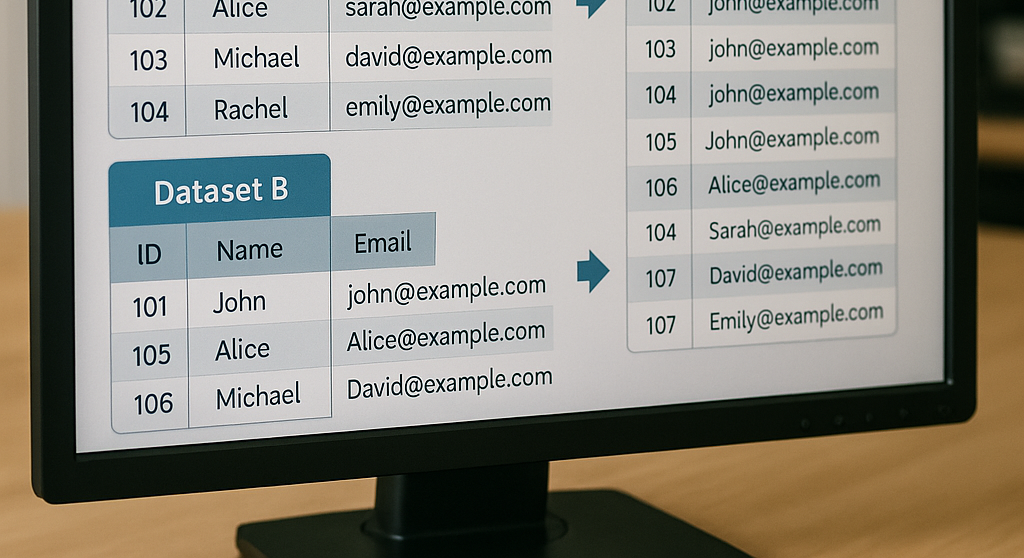 102 Alice sarah@example.com
103 Michael david@example.com
104 Rachel emily@example.com
Dataset B
ID Name Email
101 John john@example.com
105 Alice Alice@example.com
106 Michael David@example.com
102 john@example.com
103 john@example.com
104 john@example.com
105 John@example.com
106 Alice@example.com
104 Sarah@example.com
107 David@example.com
107 Emily@example.com